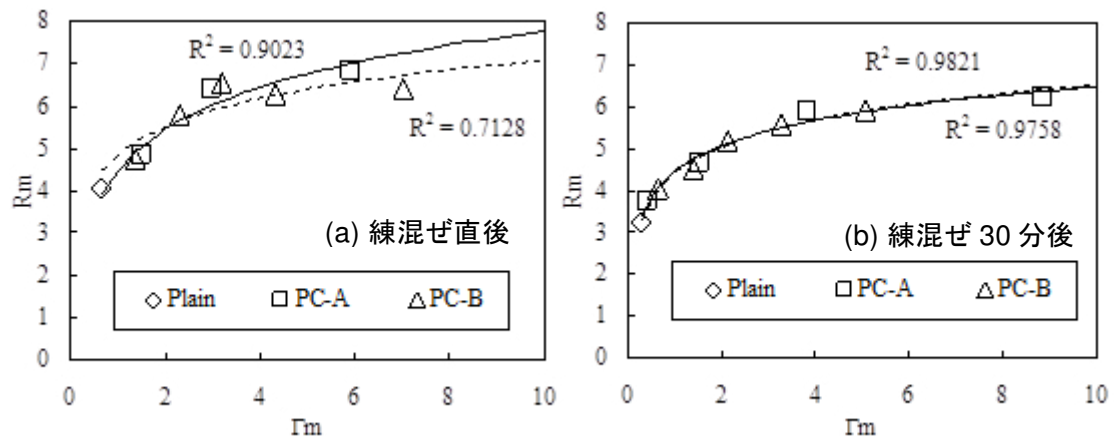 8
7
6
5
4
3
2
1
0
Rm
R² = 0.9023
R² = 0.7128
(a) 練混ぜ直後
◇Plain □PC-A △PC-B
0 2 4 6 8 10
Γm
8
7
6
5
4
3
2
1
0
Rm
R² = 0.9821
R² = 0.9758
(b) 練混ぜ 30 分後
◇Plain □PC-A △PC-B
0 2 4 6 8 10
Γm